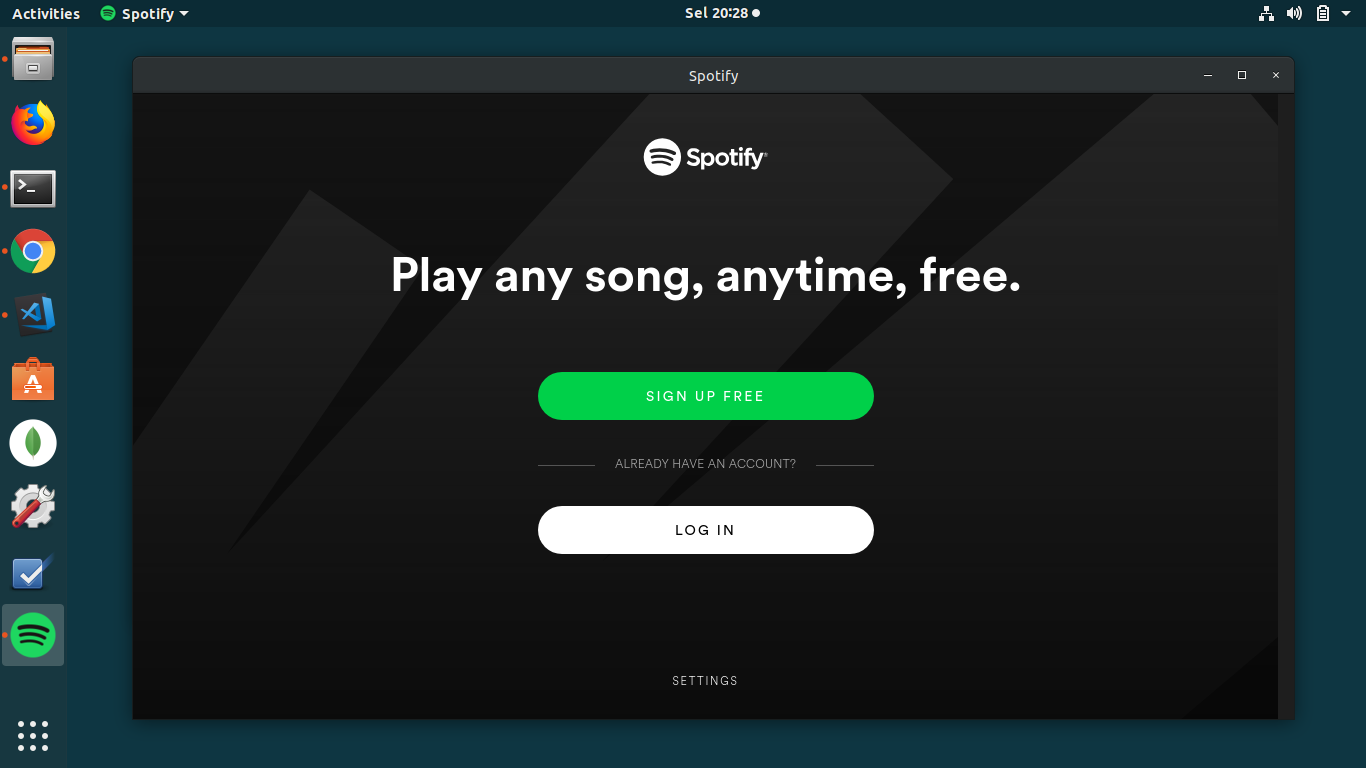 Activities
Spotify
Sel 20:28
Spotify
Spotify®
Play any song, anytime, free.
SIGN UP FREE
ALREADY HAVE AN ACCOUNT?
LOG IN
SETTINGS